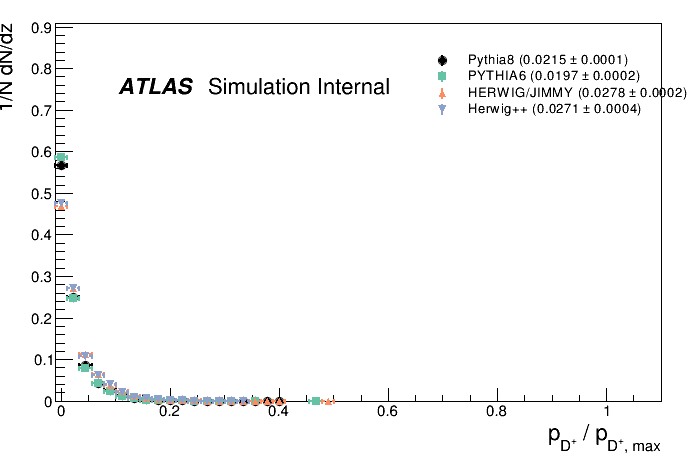 1/N dN/dz
0.9
0.8
0.7
0.6
0.5
0.4
0.3
0.2
0.1
0
ATLAS Simulation Internal
Pythia8 (0.0215 ± 0.0001)
PYTHIA6 (0.0197 ± 0.0002)
HERWIG/JIMMY (0.0278 ± 0.0002)
Herwig++ (0.0271 ± 0.0004)
0 0.2 0.4 0.6 0.8 1
p_D⁺ / p_D⁺, max